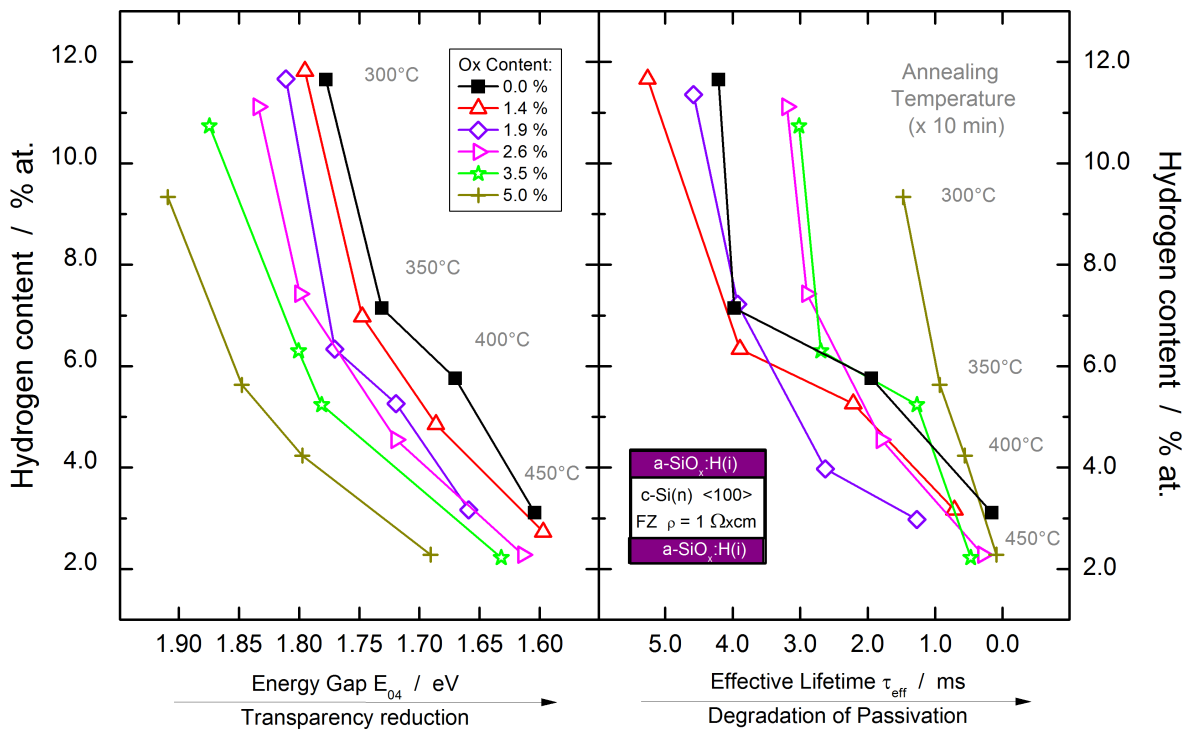 12.0
10.0
8.0
6.0
4.0
2.0
Hydrogen content / % at.
300°C
350°C
400°C
450°C
Ox Content:
0.0 %
1.4 %
1.9 %
2.6 %
3.5 %
5.0 %
1.90 1.85 1.80 1.75 1.70 1.65 1.60
Energy Gap E04 / eV
Transparency reduction
Annealing
Temperature
(x 10 min)
300°C
350°C
400°C
450°C
a-SiOx:H(i)
c-Si(n) <100>
FZ ρ = 1 Ωxcm
a-SiOx:H(i)
5.0 4.0 3.0 2.0 1.0 0.0
Effective Lifetime τeff / ms
Degradation of Passivation
12.0
10.0
8.0
6.0
4.0
2.0
Hydrogen content / % at.